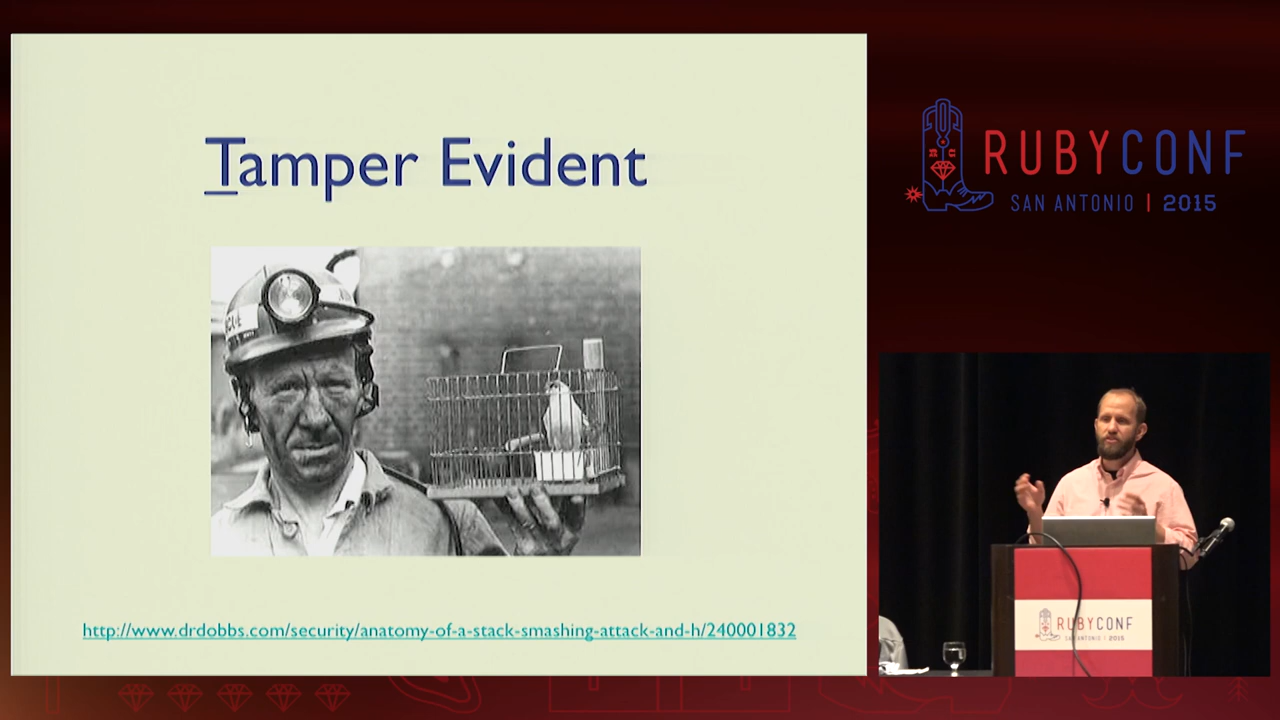 Tamper Evident
http://www.drdobbs.com/security/anatomy-of-a-stack-smashing-attack-and-h/240001832
RUBYCONF
SAN ANTONIO | 2015
RUBYCONF
SAN ANTONIO | 2015